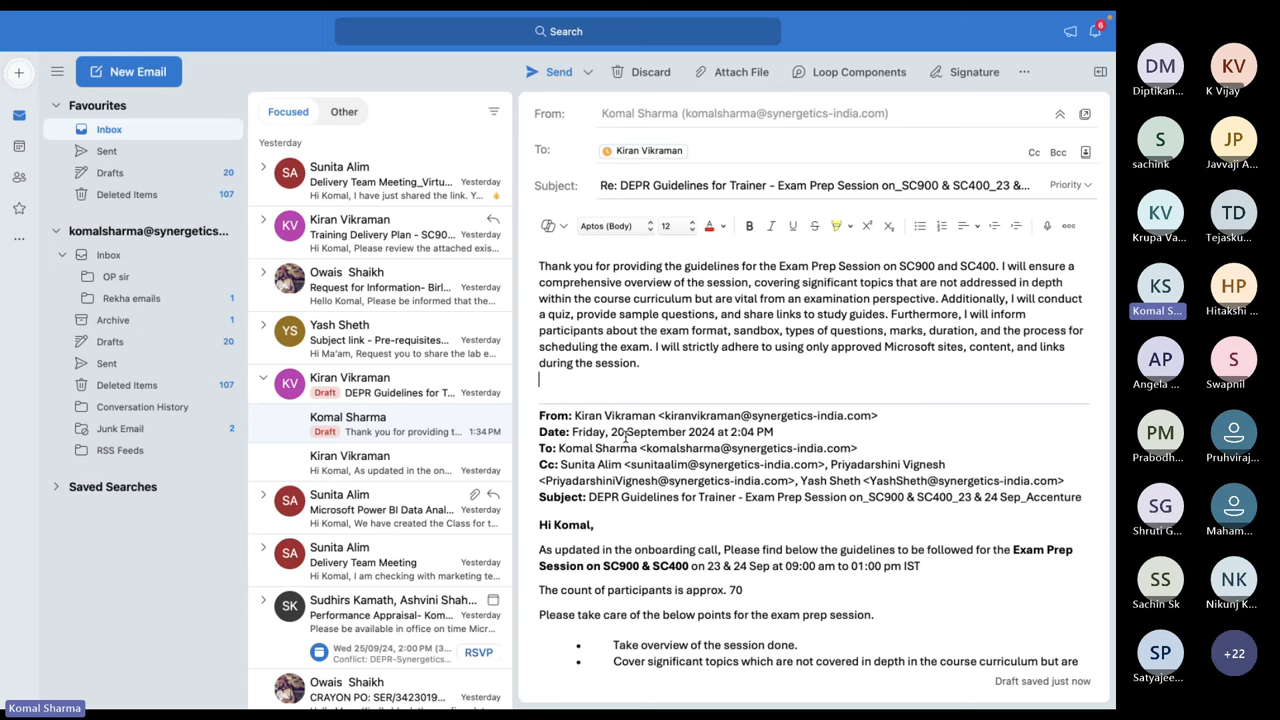 Search
6
New Email
Send
Discard
Attach File
Loop Components
Signature
Favourites
Inbox
Sent
Drafts 20
Deleted Items 107
komalsharma@synergetics...
Inbox
OP sir
Rekha emails 1
Archive 1
Drafts 20
Sent
Deleted Items 107
Conversation History
Junk Email 2
RSS Feeds
Saved Searches
Focused Other
Yesterday
SA
Sunita Alim
Delivery Team Meeting_Virtu... Yesterday
Hi Komal, I have just shared the link. Y...
KV
Kiran Vikraman
Training Delivery Plan - SC90... Yesterday
Hi Komal, Please review the attached exis...
Owais Shaikh
Request for Information- Birl... Yesterday
Hello Komal, Please be informed that the...
YS
Yash Sheth
Subject link - Pre-requisites... Yesterday
Hi Ma'am, Request you to share the lab e...
KV
Kiran Vikraman
Draft DEPR Guidelines for T... Yesterday
Komal Sharma
Draft Thank you for providing t... 1:34 PM
Kiran Vikraman
Hi Komal, As updated in the on... Yesterday
SA
Sunita Alim
Microsoft Power BI Data Anal... Yesterday
Hi Komal, We have created the Class for t...
SA
Sunita Alim
Delivery Team Meeting Yesterday
Hi Komal, I am checking with marketing te...
SK
Sudhirs Kamath, Ashvini Shah...
Performance Appraisal- Kom... Yesterday
Please be available in office on time Micr...
Wed 25/09/24, 2:00 PM (3...
Conflict: DEPR-Synergetics...
RSVP
Owais Shaikh
CRAYON PO: SER/3423019... Yesterday
From: Komal Sharma (komalsharma@synergetics-india.com)
To: Kiran Vikraman Cc Bcc
Subject: Re: DEPR Guidelines for Trainer - Exam Prep Session on_SC900 & SC400_23 &... Priority
Aptos (Body) 12 A B I U S X² X₂
Thank you for providing the guidelines for the Exam Prep Session on SC900 and SC400. I will ensure a
comprehensive overview of the session, covering significant topics that are not addressed in depth
within the course curriculum but are vital from an examination perspective. Additionally, I will conduct
a quiz, provide sample questions, and share links to study guides. Furthermore, I will inform
participants about the exam format, sandbox, types of questions, marks, duration, and the process for
scheduling the exam. I will strictly adhere to using only approved Microsoft sites, content, and links
during the session.
From: Kiran Vikraman <kiranvikraman@synergetics-india.com>
Date: Friday, 20 September 2024 at 2:04 PM
To: Komal Sharma <komalsharma@synergetics-india.com>
Cc: Sunita Alim <sunitaalim@synergetics-india.com>, Priyadarshini Vignesh
<PriyadarshiniVignesh@synergetics-india.com>, Yash Sheth <YashSheth@synergetics-india.com>
Subject: DEPR Guidelines for Trainer - Exam Prep Session on_SC900 & SC400_23 & 24 Sep_Accenture
Hi Komal,
As updated in the onboarding call, Please find below the guidelines to be followed for the Exam Prep
Session on SC900 & SC400 on 23 & 24 Sep at 09:00 am to 01:00 pm IST
The count of participants is approx. 70
Please take care of the below points for the exam prep session.
• Take overview of the session done.
• Cover significant topics which are not covered in depth in the course curriculum but are
Draft saved just now
DM KV
Diptikan... K Vijay
S JP
sachink Javvaji A...
KV TD
Krupa Va... Tejasku...
KS HP
Komal S... Hitakshi ...
AP S
Angela ... Swapnil
PM
Prabodh... Pruhviraj...
SG
Shruti G... Maham...
SS NK
Sachin Sk Nikunj K...
SP +22
Satyajee...
Komal Sharma